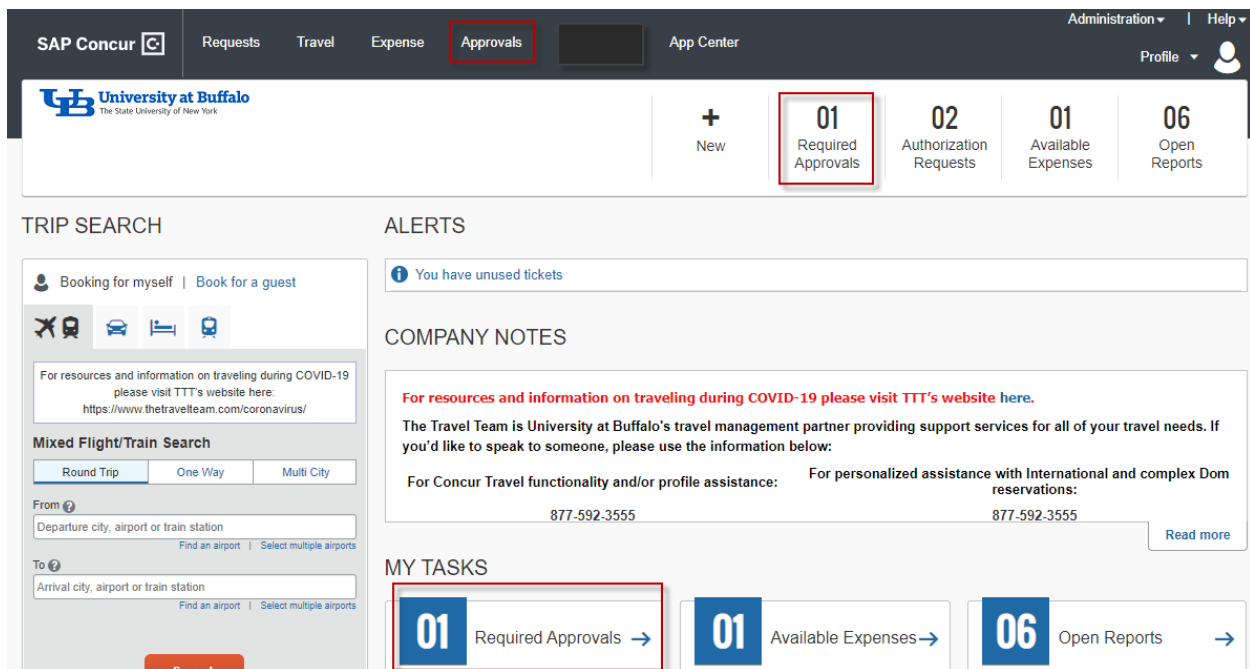 Administration | Help
SAP Concur C Requests Travel Expense Approvals App Center
Profile
University at Buffalo
The State University of New York
+
New
01
Required
Approvals
02
Authorization
Requests
01
Available
Expenses
06
Open
Reports
TRIP SEARCH
Booking for myself | Book for a guest
For resources and information on traveling during COVID-19
please visit TTT's website here:
https://www.thetravelteam.com/coronavirus/
Mixed Flight/Train Search
Round Trip One Way Multi City
From ?
Departure city, airport or train station
Find an airport | Select multiple airports
To ?
Arrival city, airport or train station
Find an airport | Select multiple airports
ALERTS
You have unused tickets
COMPANY NOTES
For resources and information on traveling during COVID-19 please visit TTT's website here.
The Travel Team is University at Buffalo's travel management partner providing support services for all of your travel needs. If
you'd like to speak to someone, please use the information below:
For Concur Travel functionality and/or profile assistance:
877-592-3555
For personalized assistance with International and complex Dom
reservations:
877-592-3555
Read more
MY TASKS
01 Required Approvals →
01 Available Expenses →
06 Open Reports →